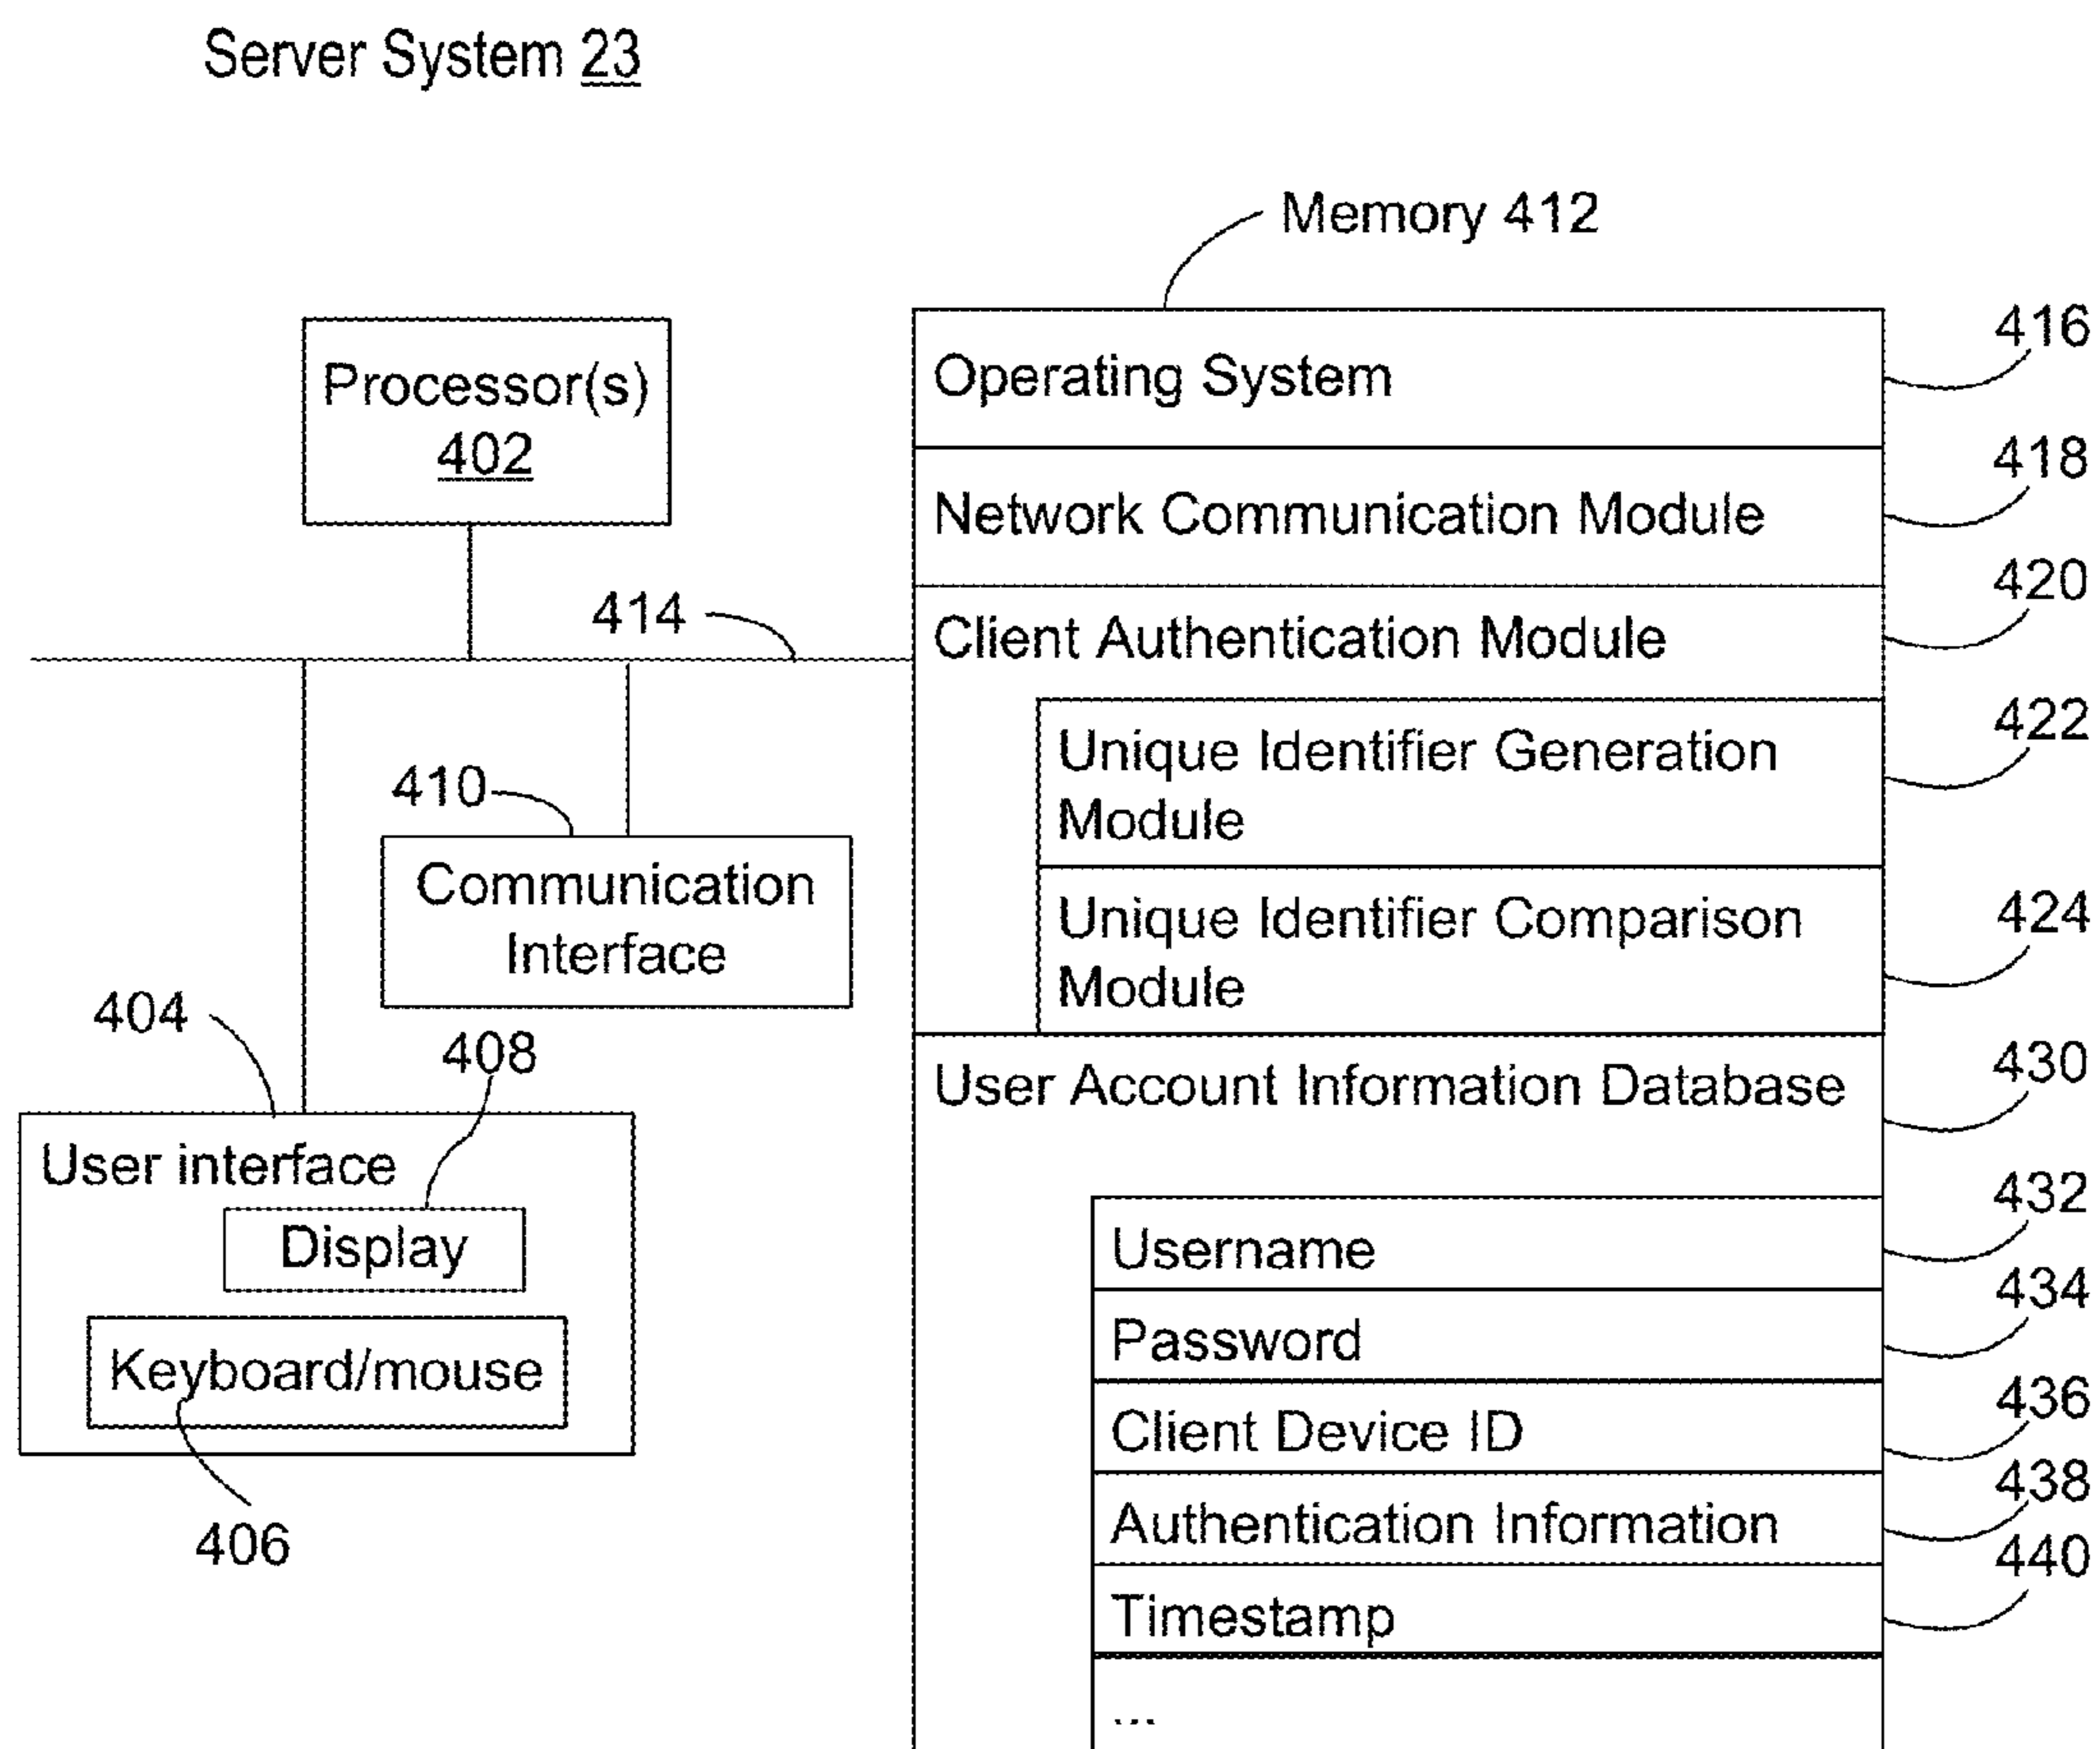 Server System 23
Memory 412
Processor(s)
402
414
410
Communication
Interface
404
408
User interface
Display
Keyboard/mouse
406
Operating System
416
Network Communication Module
418
Client Authentication Module
420
Unique Identifier Generation
Module
422
Unique Identifier Comparison
Module
424
User Account Information Database
430
Username
432
Password
434
Client Device ID
436
Authentication Information
438
Timestamp
440
...